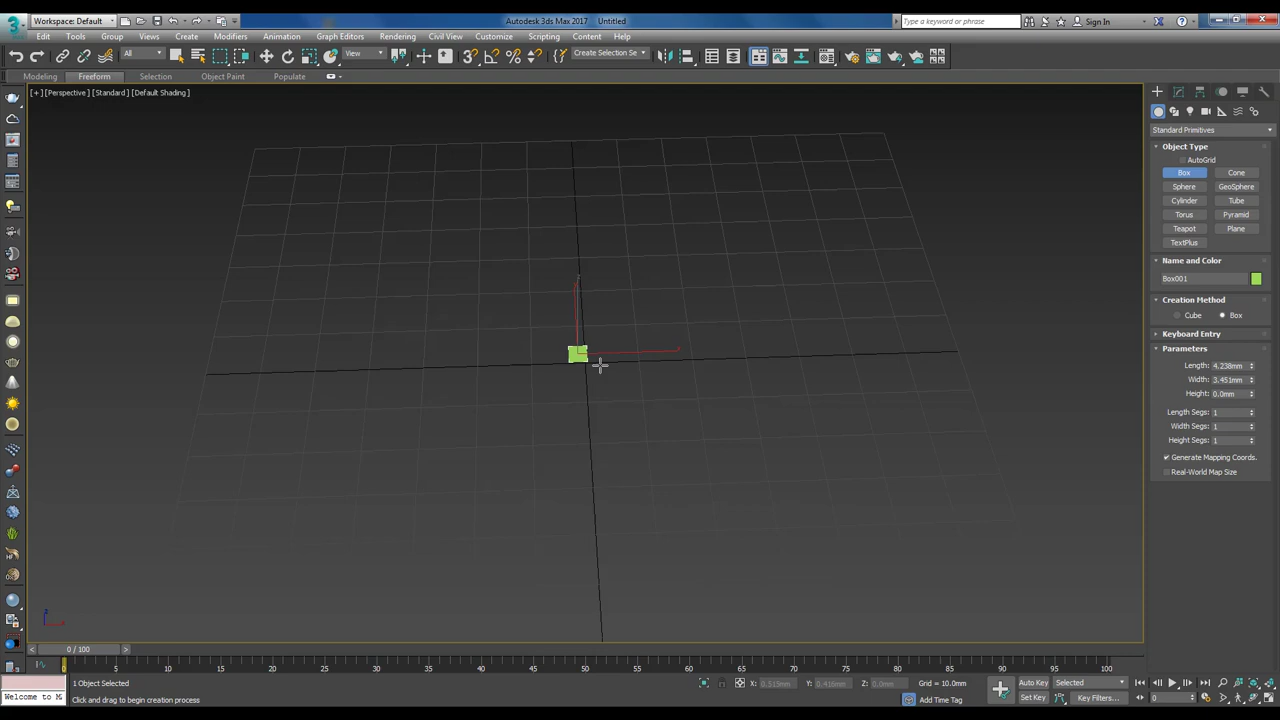 Workspace: Default
Autodesk 3ds Max 2017 Untitled
Type a keyword or phrase
Sign In
Edit Tools Group Views Create Modifiers Animation Graph Editors Rendering Civil View Customize Scripting Content Help
All
View
Create Selection Se
Modeling Freeform Selection Object Paint Populate
[+] [Perspective] [Standard] [Default Shading]
Standard Primitives
Object Type
AutoGrid
Box Cone
Sphere GeoSphere
Cylinder Tube
Torus Pyramid
Teapot Plane
TextPlus
Name and Color
Box001
Creation Method
Cube Box
Keyboard Entry
Parameters
Length: 4.238mm
Width: 3.451mm
Height: 0.0mm
Length Segs: 1
Width Segs: 1
Height Segs: 1
Generate Mapping Coords.
Real-World Map Size
z
0 / 100
0 5 10 15 20 25 30 35 40 45 50 55 60 65 70 75 80 85 90 95 100
1 Object Selected
X: 0.515mm Y: 0.416mm Z: 0.0mm Grid = 10.0mm
Auto Key Selected
Welcome to M
Click and drag to begin creation process
Add Time Tag
Set Key Key Filters... 0